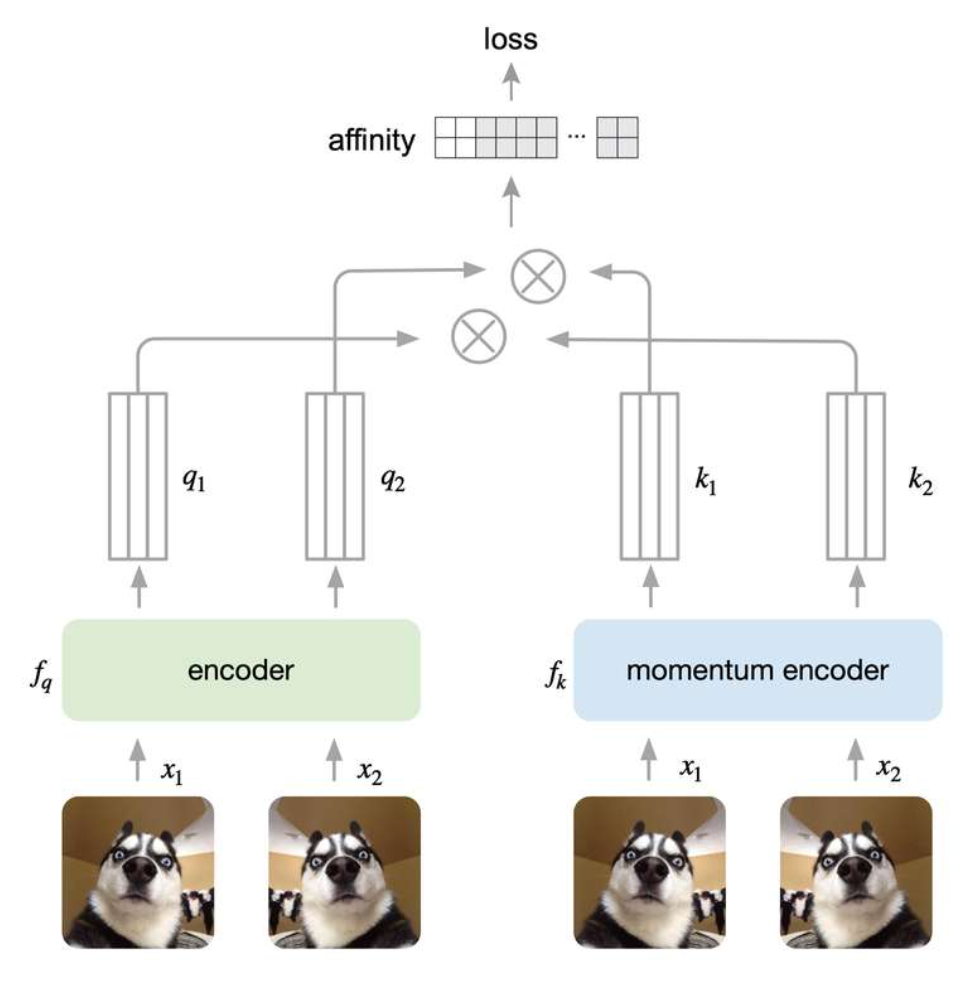 loss
affinity ...
q1 q2 k1 k2
fq encoder fk momentum encoder
x1 x2 x1 x2